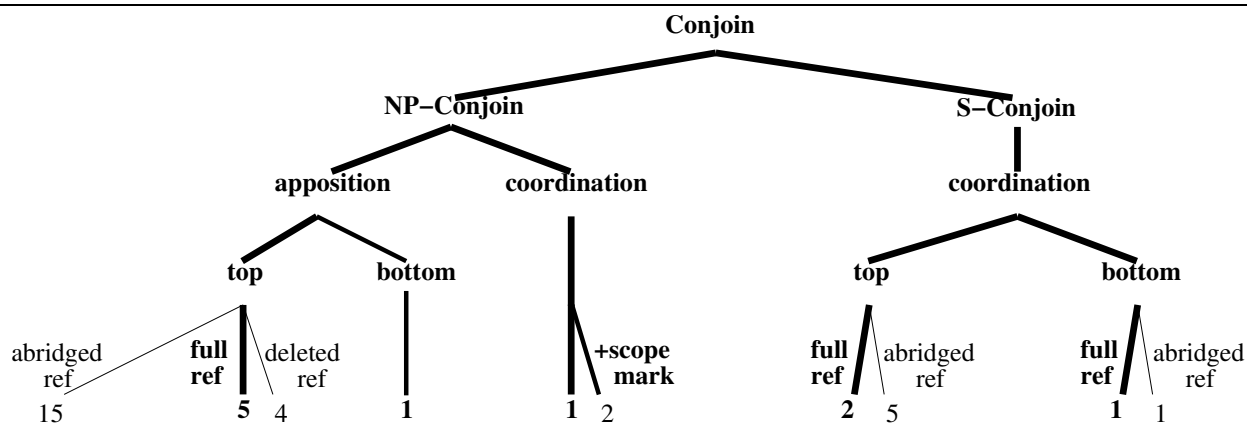 Conjoin
NP−Conjoin S−Conjoin
apposition coordination coordination
top bottom top bottom
abridged ref full ref deleted ref +scope mark full ref abridged ref full ref abridged ref
15 5 4 1 1 2 2 5 1 1